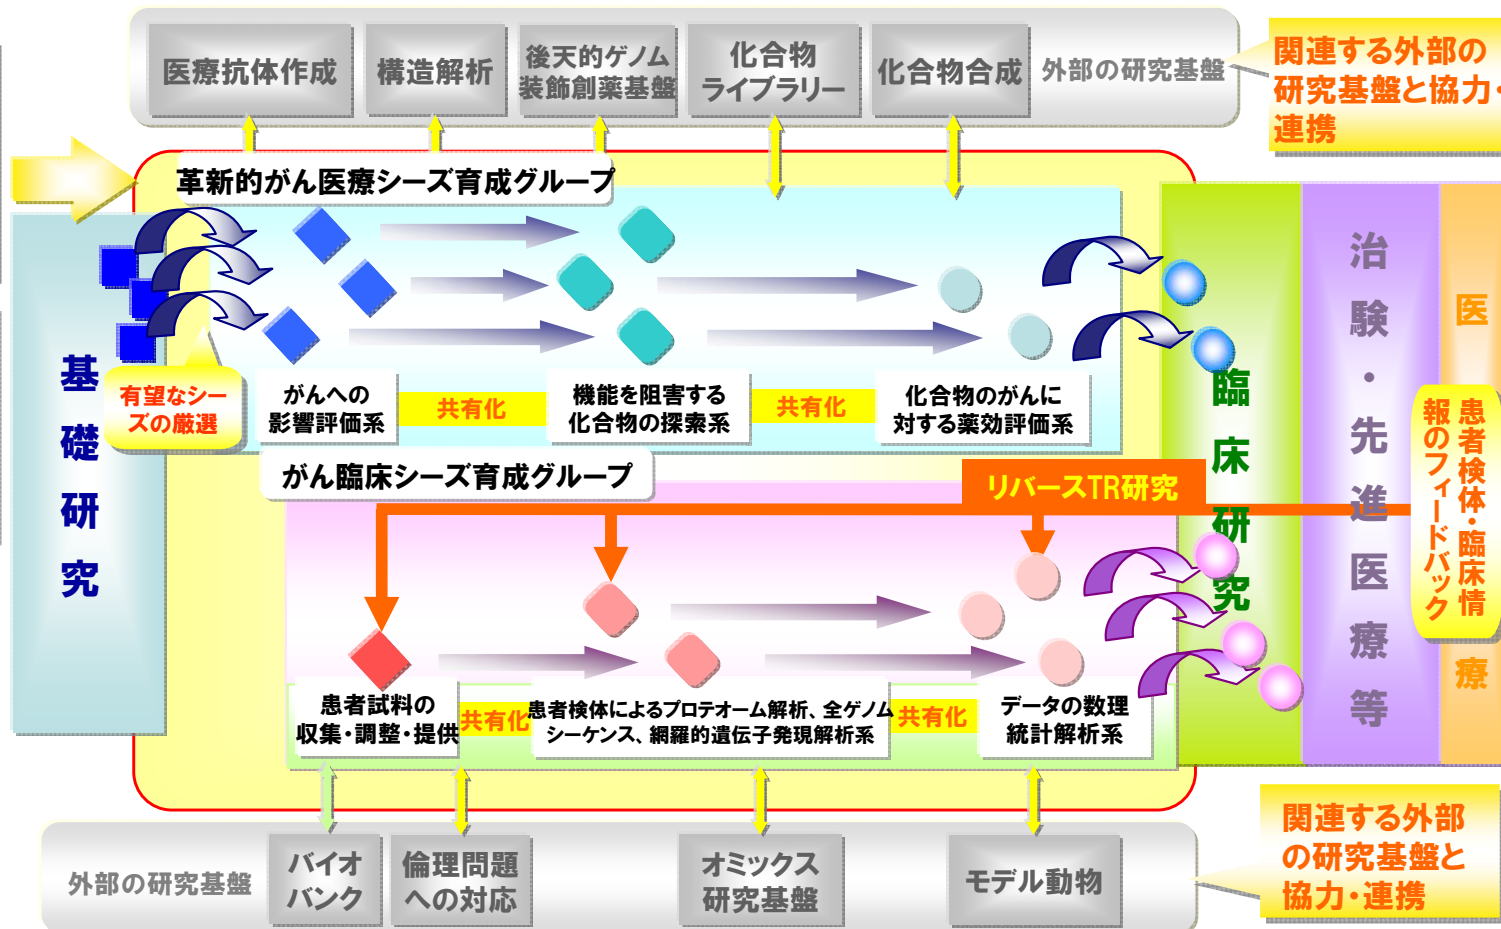 医療抗体作成
構造解析
後天的ゲノム
装飾創薬基盤
化合物
ライブラリー
化合物合成
外部の研究基盤
関連する外部の
研究基盤と協力・
連携
革新的がん医療シーズ育成グループ
基礎研究
有望なシー
ズの厳選
がんへの
影響評価系
共有化
機能を阻害する
化合物の探索系
共有化
化合物のがんに
対する薬効評価系
がん臨床シーズ育成グループ
リバースTR研究
臨床研究
治験・先進医療等
医療
患者検体・臨床情
報のフィードバック
患者試料の
収集・調整・提供
共有化
患者検体によるプロテオーム解析、全ゲノム
シーケンス、網羅的遺伝子発現解析系
共有化
データの数理
統計解析系
外部の研究基盤
バイオ
バンク
倫理問題
への対応
オミックス
研究基盤
モデル動物
関連する外部
の研究基盤と
協力・連携